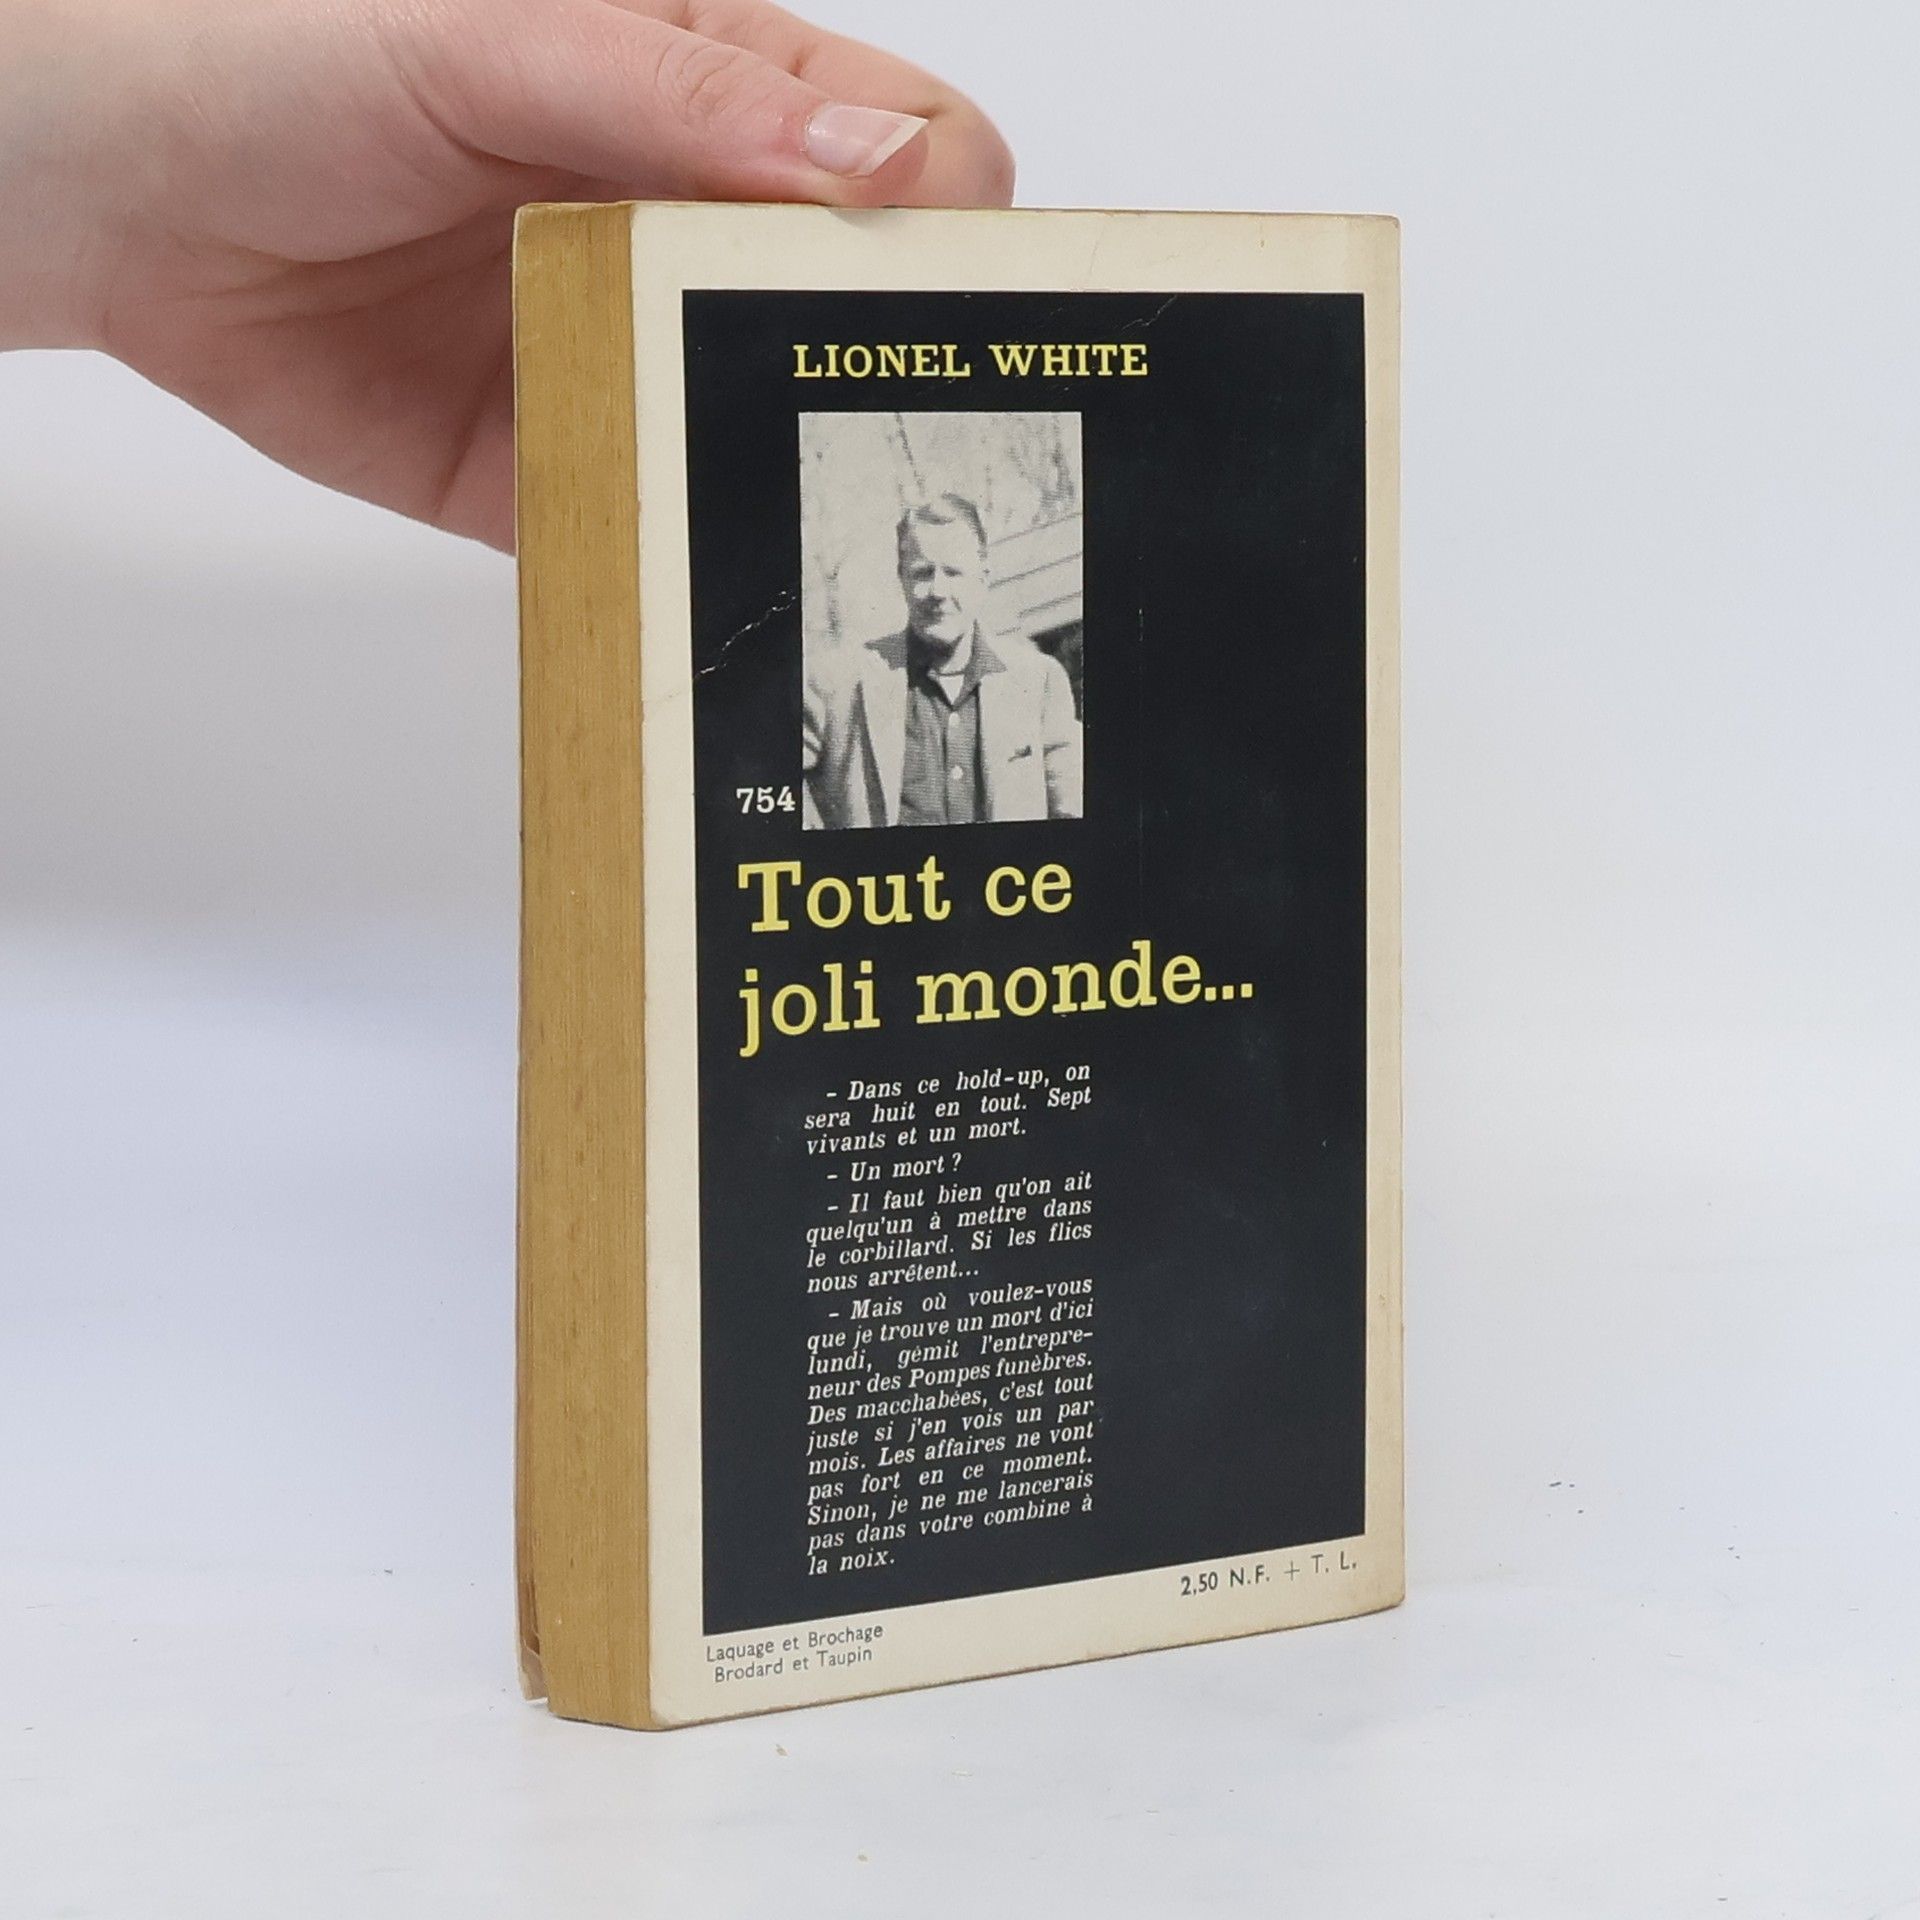 LIONEL WHITE
754
Tout ce
joli monde...
- Dans ce hold-up, on
sera huit en tout. Sept
vivants et un mort.
- Un mort ?
- Il faut bien qu'on ait
quelqu'un à mettre dans
le corbillard. Si les flics
nous arrêtent...
- Mais où voulez-vous
que je trouve un mort d'ici
lundi, gémit l'entrepre-
neur des Pompes funèbres.
Des macchabées, c'est tout
juste si j'en vois un par
mois. Les affaires ne vont
pas fort en ce moment.
Sinon, je ne me lancerais
pas dans votre combine à
la noix.
2,50 N.F. + T. L.
Laquage et Brochage
Brodard et Taupin